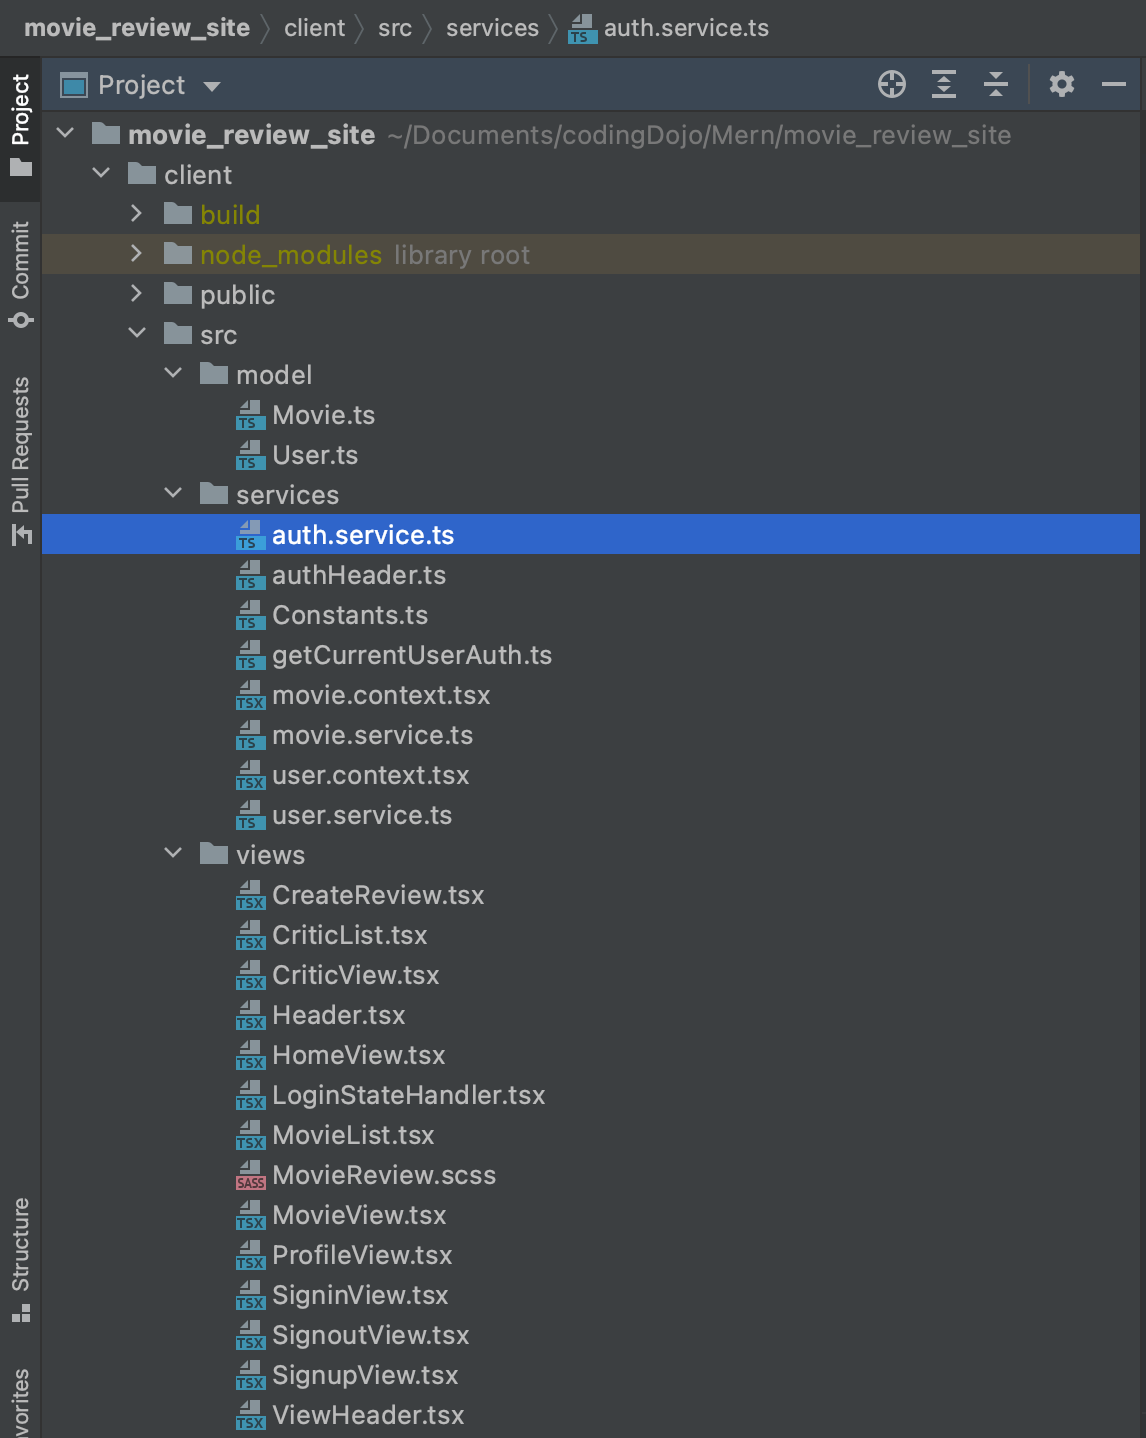 movie_review_site client src services TS auth.service.ts
Project
Project
movie_review_site ~/Documents/codingDojo/Mern/movie_review_site
client
build
node_modules library root
public
src
model
TS Movie.ts
TS User.ts
services
TS auth.service.ts
TS authHeader.ts
TS Constants.ts
TS getCurrentUserAuth.ts
TSX movie.context.tsx
TS movie.service.ts
TSX user.context.tsx
TS user.service.ts
views
TSX CreateReview.tsx
TSX CriticList.tsx
TSX CriticView.tsx
TSX Header.tsx
TSX HomeView.tsx
TSX LoginStateHandler.tsx
TSX MovieList.tsx
SASS MovieReview.scss
TSX MovieView.tsx
TSX ProfileView.tsx
TSX SigninView.tsx
TSX SignoutView.tsx
TSX SignupView.tsx
TSX ViewHeader.tsx
Commit
Pull Requests
Structure
vorites